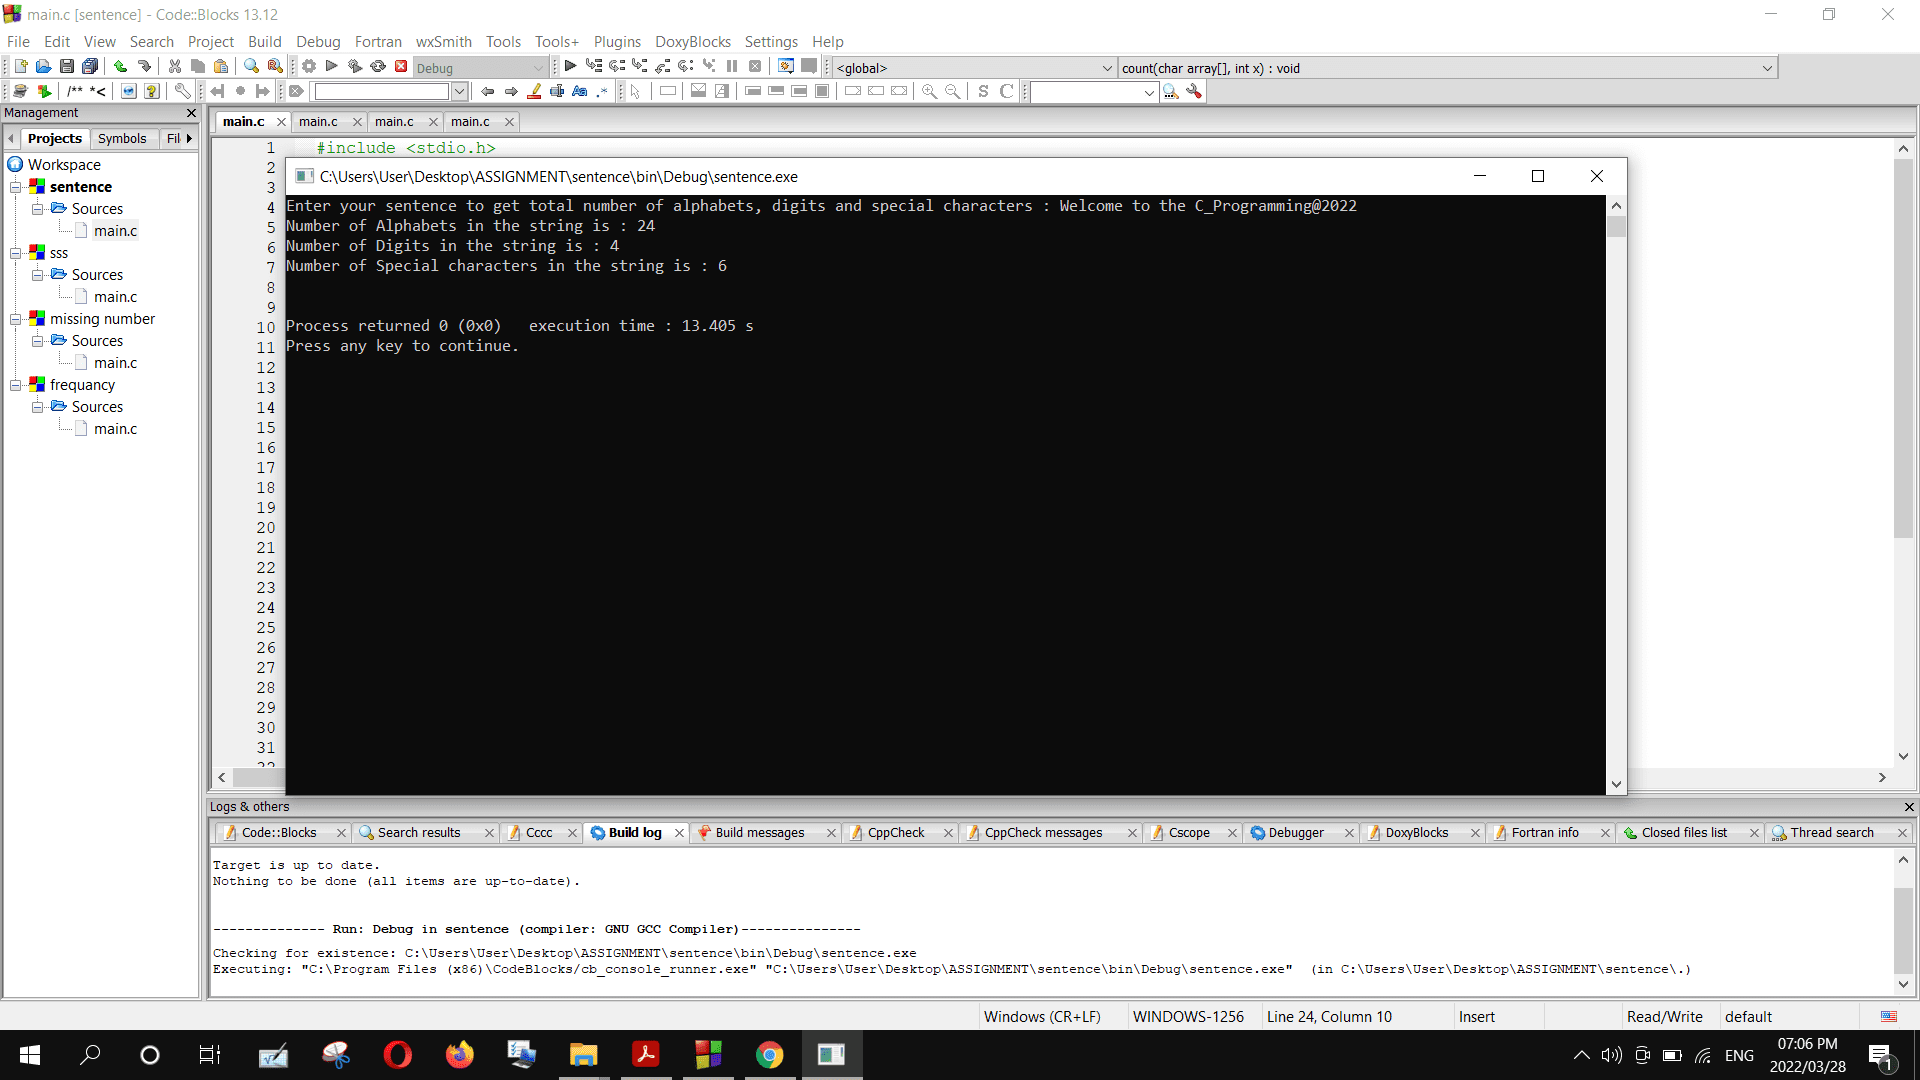 main.c [sentence] - Code::Blocks 13.12
File Edit View Search Project Build Debug Fortran wxSmith Tools Tools+ Plugins DoxyBlocks Settings Help
Debug <global> count(char array[], int x) : void
/** *< Aa .* S C
Management
Projects Symbols Fil
Workspace
sentence
Sources
main.c
sss
Sources
main.c
missing number
Sources
main.c
frequancy
Sources
main.c
main.c main.c main.c main.c
1 #include <stdio.h>
2
3
4
5
6
7
8
9
10
11
12
13
14
15
16
17
18
19
20
21
22
23
24
25
26
27
28
29
30
31
32
C:\Users\User\Desktop\ASSIGNMENT\sentence\bin\Debug\sentence.exe
Enter your sentence to get total number of alphabets, digits and special characters : Welcome to the C_Programming@2022
Number of Alphabets in the string is : 24
Number of Digits in the string is : 4
Number of Special characters in the string is : 6
Process returned 0 (0x0)   execution time : 13.405 s
Press any key to continue.
Logs & others
Code::Blocks Search results Cccc Build log Build messages CppCheck CppCheck messages Cscope Debugger DoxyBlocks Fortran info Closed files list Thread search
Target is up to date.
Nothing to be done (all items are up-to-date).
-------------- Run: Debug in sentence (compiler: GNU GCC Compiler)---------------
Checking for existence: C:\Users\User\Desktop\ASSIGNMENT\sentence\bin\Debug\sentence.exe
Executing: "C:\Program Files (x86)\CodeBlocks/cb_console_runner.exe" "C:\Users\User\Desktop\ASSIGNMENT\sentence\bin\Debug\sentence.exe"  (in C:\Users\User\Desktop\ASSIGNMENT\sentence\.)
Windows (CR+LF) WINDOWS-1256 Line 24, Column 10 Insert Read/Write default
ENG
07:06 PM
2022/03/28
1